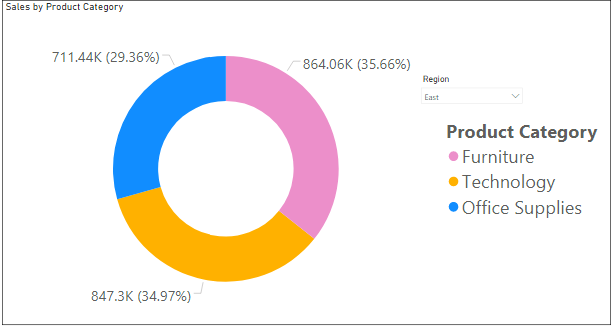 Sales by Product Category
711.44K (29.36%)
864.06K (35.66%)
Region
East
Product Category
Furniture
Technology
Office Supplies
847.3K (34.97%)